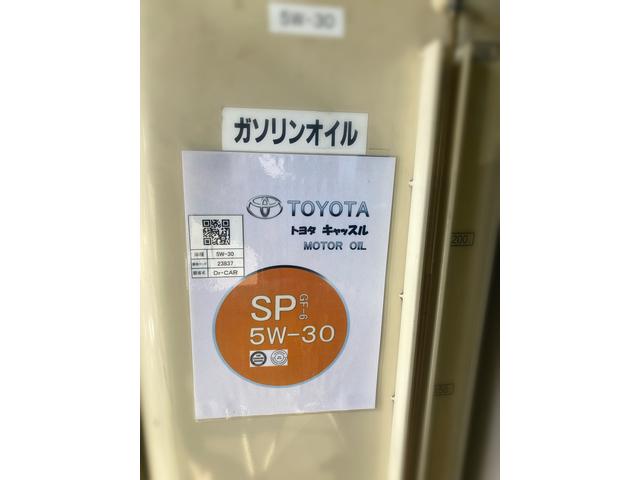 5W-30
ガソリンオイル
TOYOTA
トヨタ キャッスル
MOTOR OIL
5W-30
23837
Dr-CAR
SP GF-6
5W-30
200